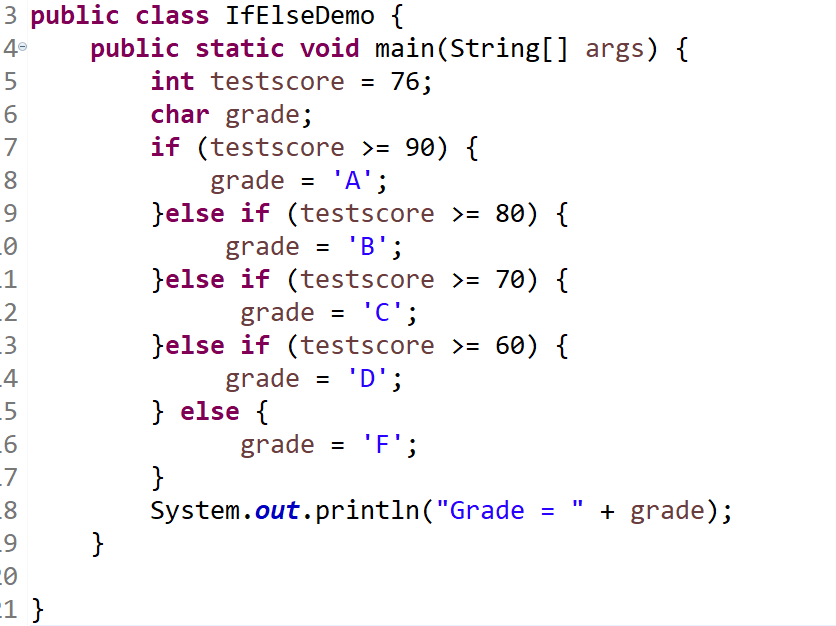 3 public class IfElseDemo {
4 public static void main(String[] args) {
5 int testscore = 76;
6 char grade;
7 if (testscore >= 90) {
8 grade = 'A';
9 }else if (testscore >= 80) {
.0 grade = 'B';
.1 }else if (testscore >= 70) {
.2 grade = 'C';
.3 }else if (testscore >= 60) {
.4 grade = 'D';
.5 } else {
.6 grade = 'F';
.7 }
.8 System.out.println("Grade = " + grade);
.9 }
20
21 }